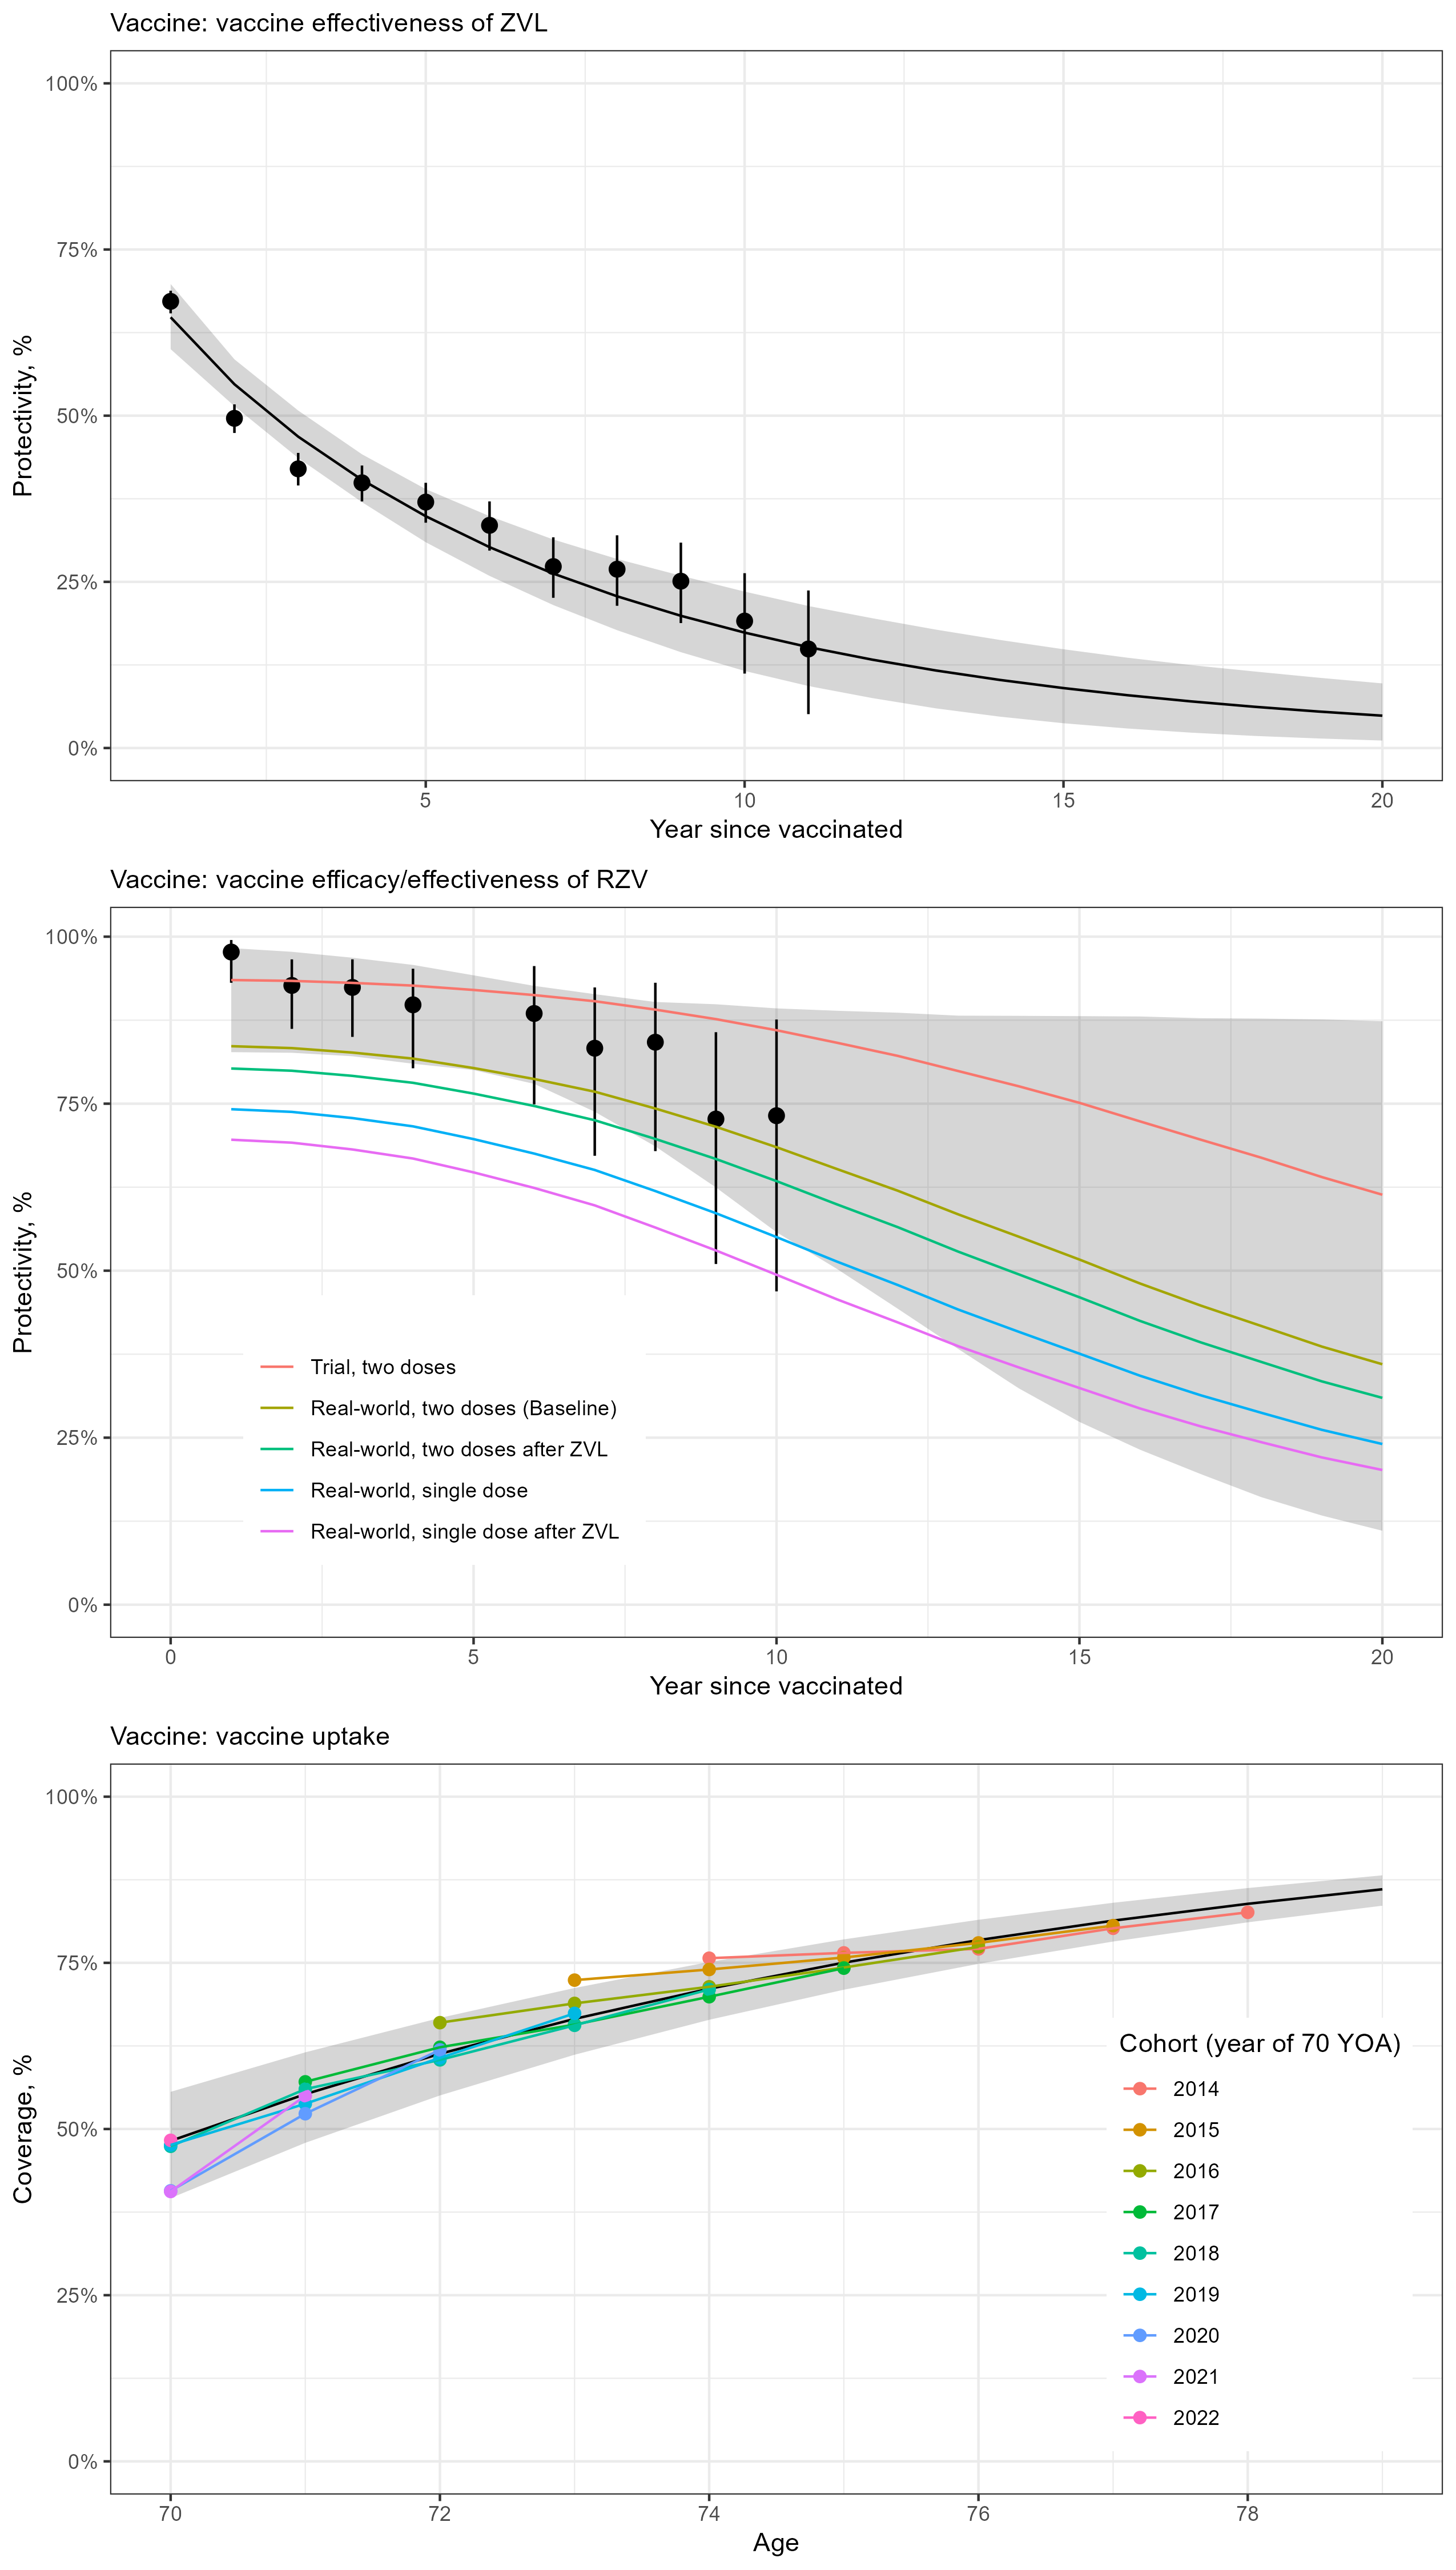 Vaccine: vaccine effectiveness of ZVL
100%
75%
50%
25%
0%
Protectivity, %
5 10 15 20
Year since vaccinated
Vaccine: vaccine efficacy/effectiveness of RZV
100%
75%
50%
25%
0%
Protectivity, %
Trial, two doses
Real-world, two doses (Baseline)
Real-world, two doses after ZVL
Real-world, single dose
Real-world, single dose after ZVL
0 5 10 15 20
Year since vaccinated
Vaccine: vaccine uptake
100%
75%
50%
25%
0%
Coverage, %
Cohort (year of 70 YOA)
2014
2015
2016
2017
2018
2019
2020
2021
2022
70 72 74 76 78
Age